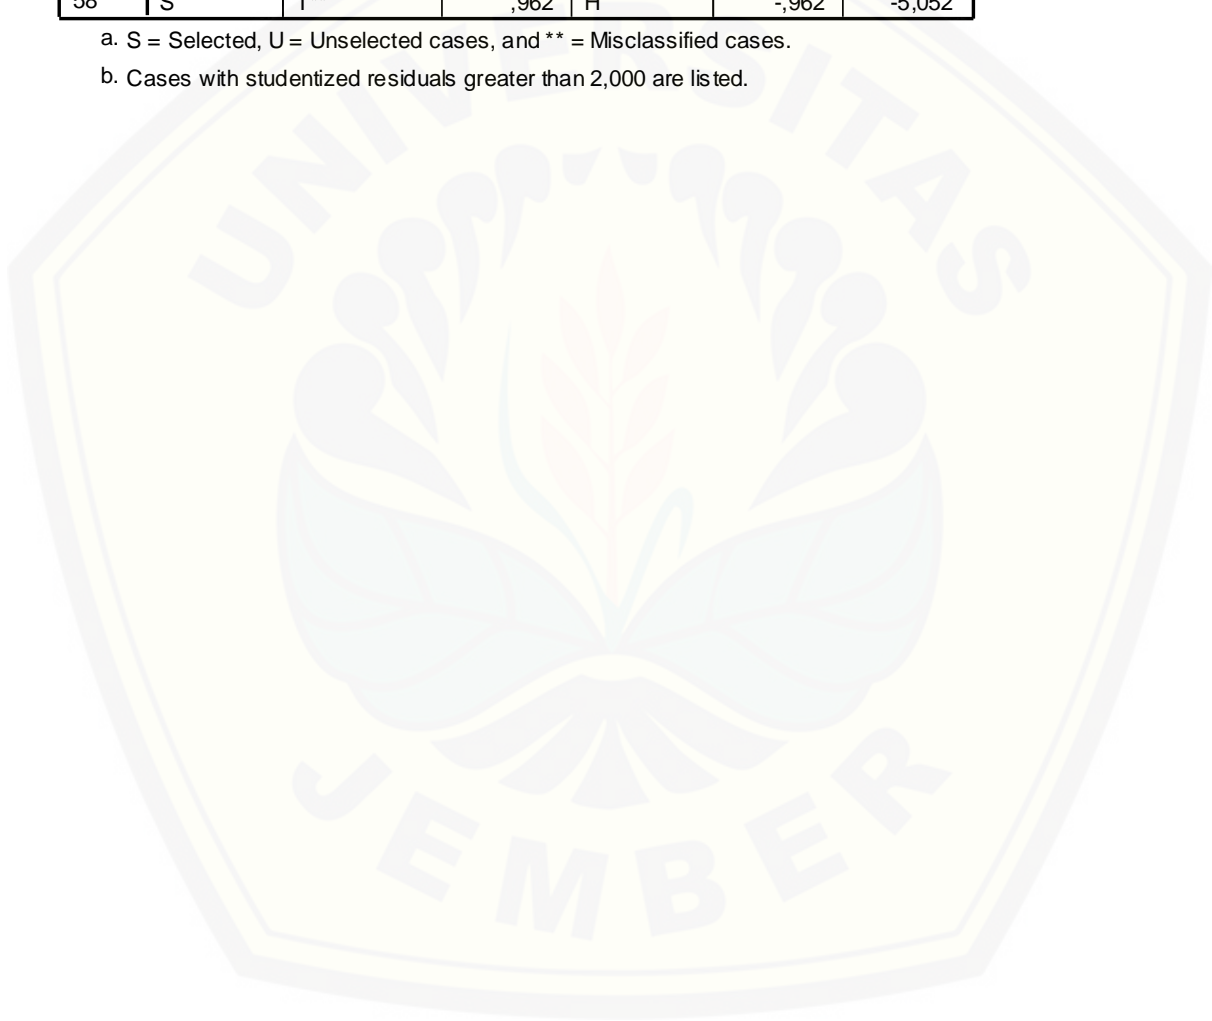 58 S T** ,962 H -,962 -5,052
a. S = Selected, U = Unselected cases, and ** = Misclassified cases.
b. Cases with studentized residuals greater than 2,000 are listed.
UNIVERSITAS
JEMBER